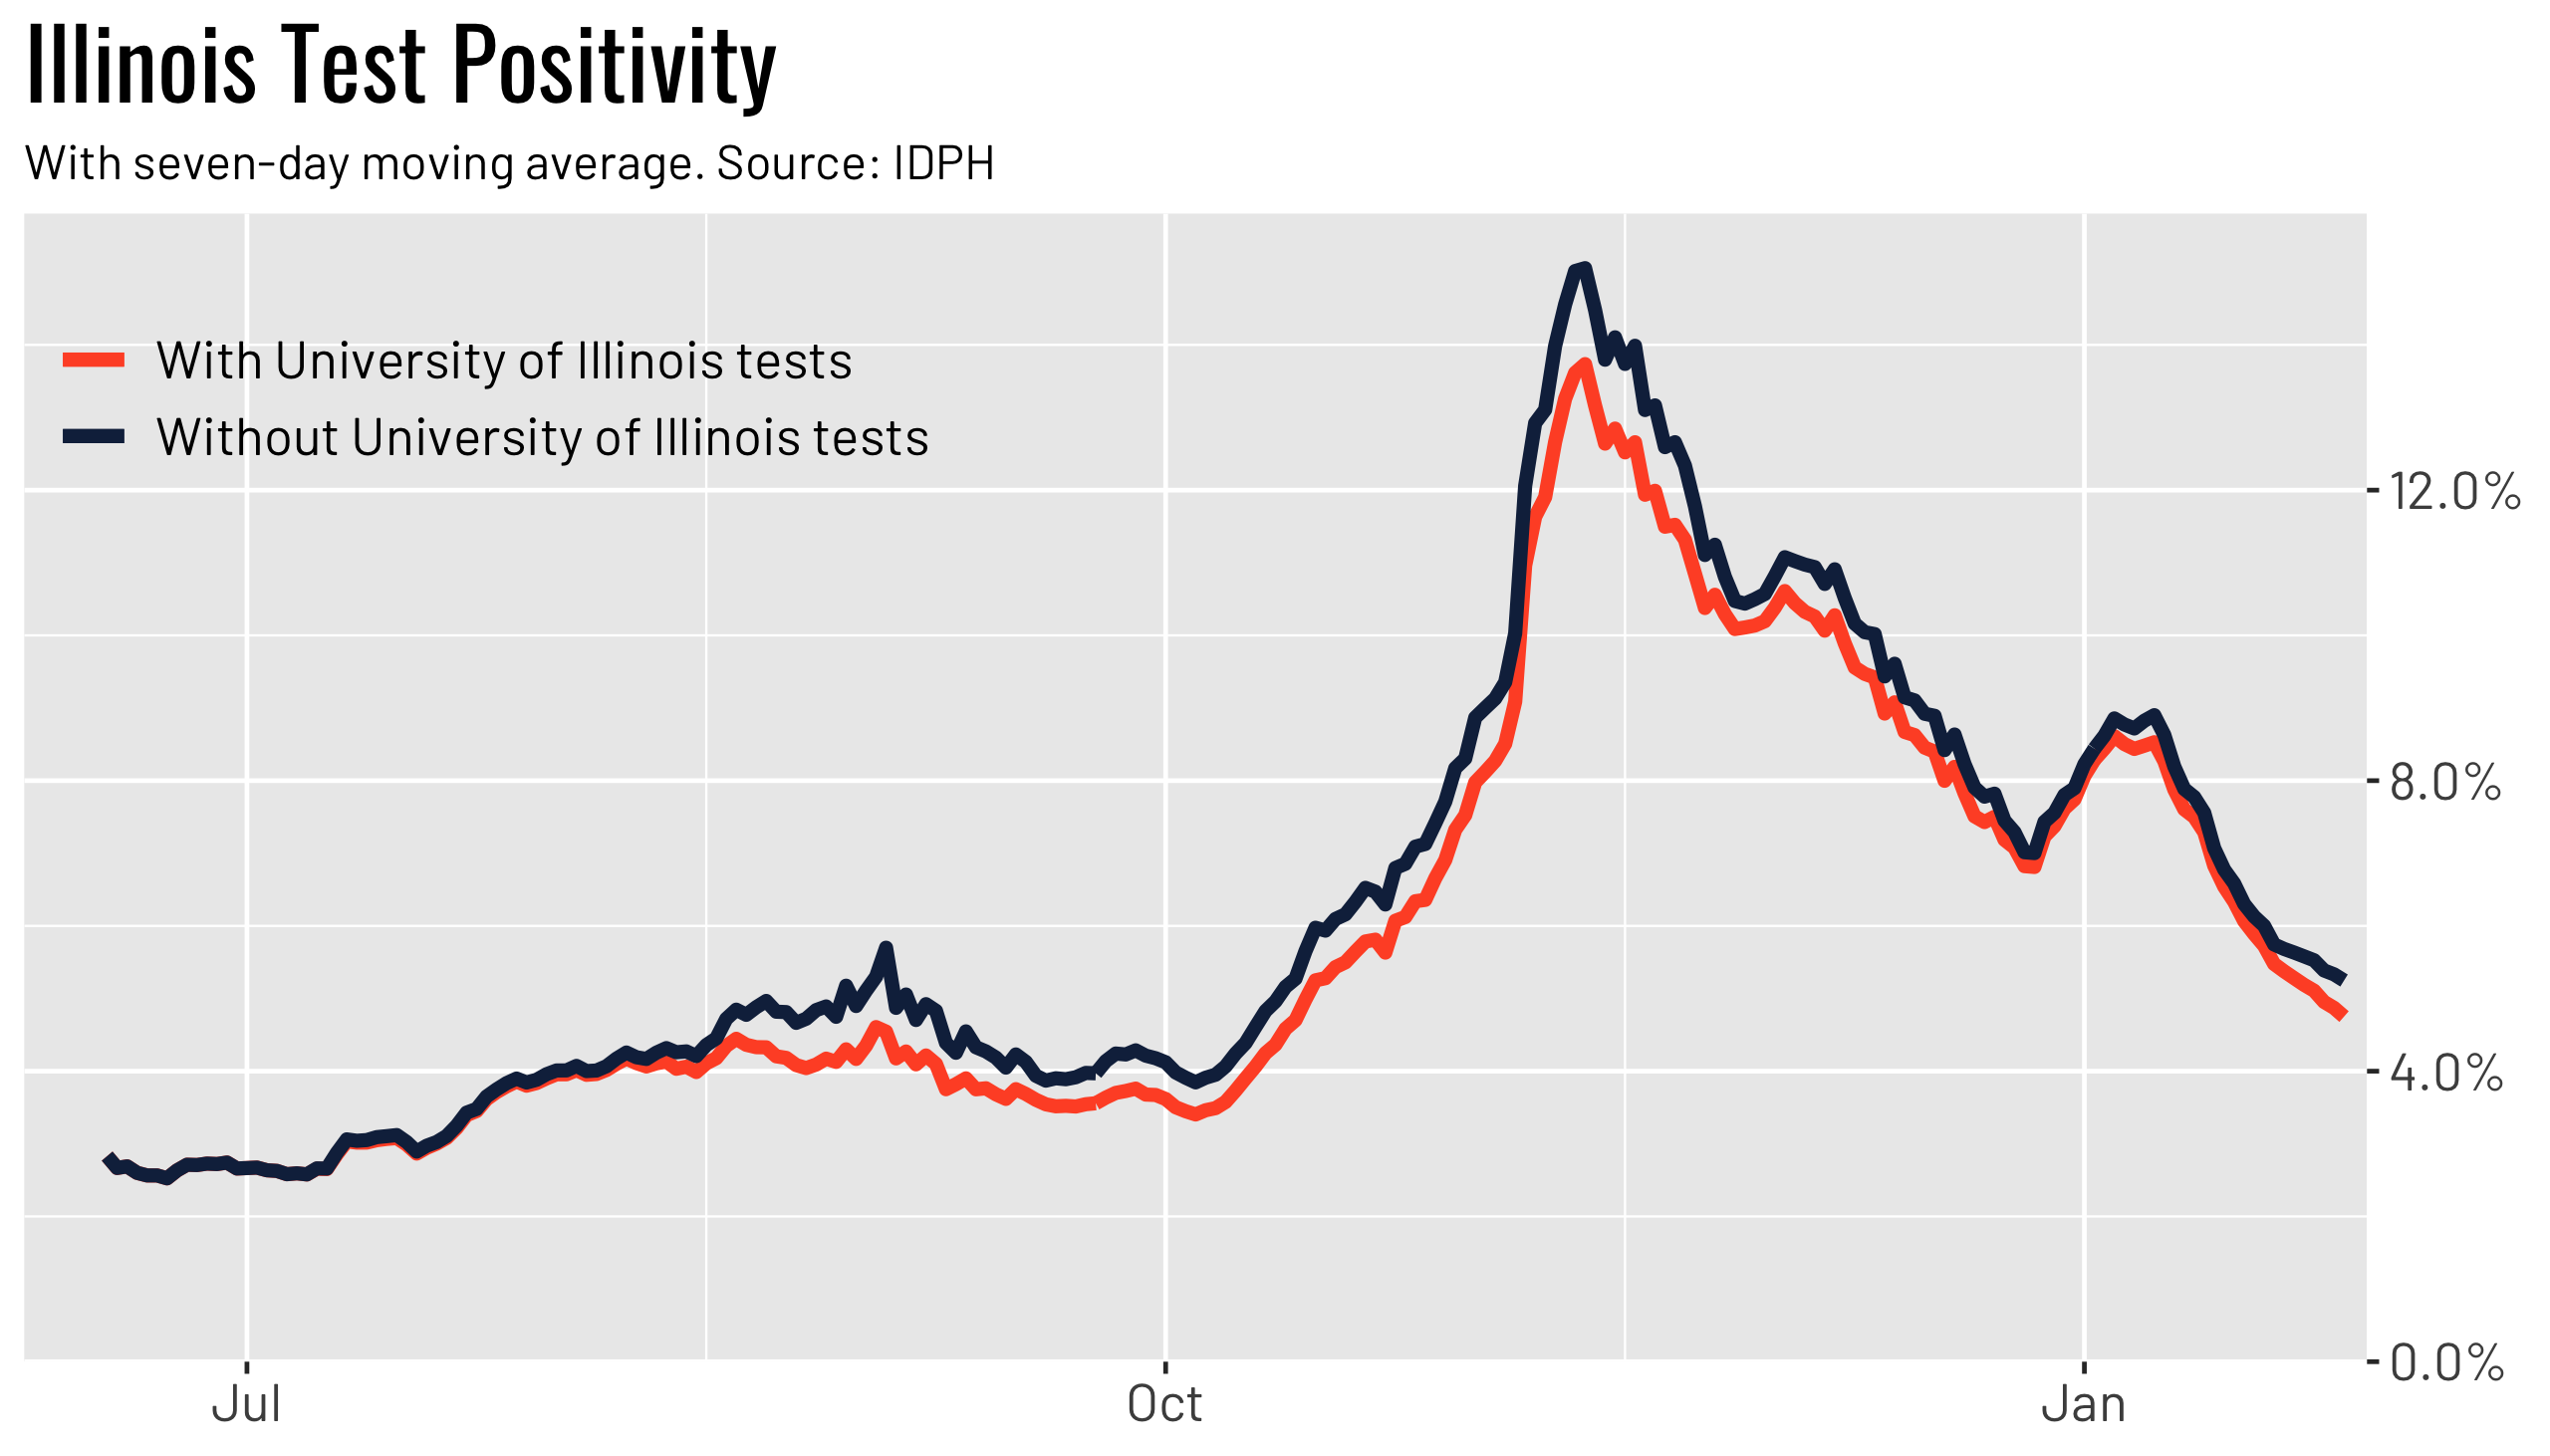 Illinois Test Positivity
With seven-day moving average. Source: IDPH
With University of Illinois tests
Without University of Illinois tests
12.0%
8.0%
4.0%
0.0%
Jul Oct Jan